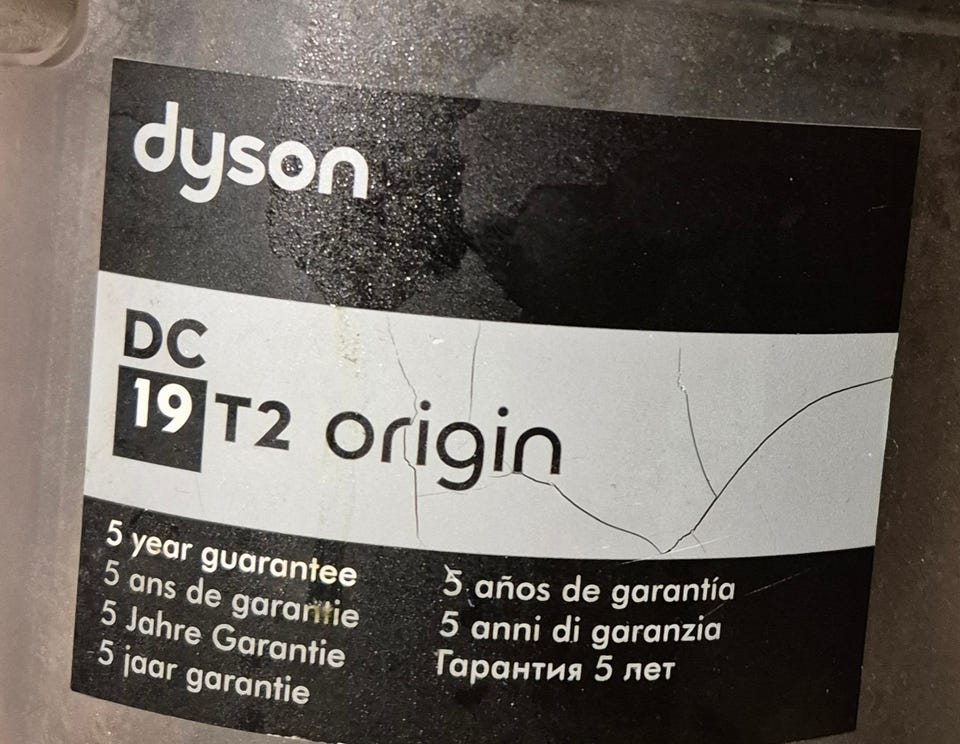 dyson
DC
19 T2 origin
5 year guarantee
5 ans de garantie
5 Jahre Garantie
5 jaar garantie
5 años de garantía
5 anni di garanzia
Гарантия 5 лет